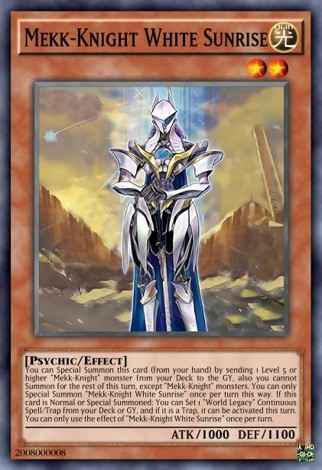 MEKK-KNIGHT WHITE SUNRISE
LIGHT
光
[PSYCHIC/EFFECT]
You can Special Summon this card (from your hand) by sending 1 Level 5 or
higher "Mekk-Knight" monster from your Deck to the GY, also you cannot
Summon for the rest of this turn, except "Mekk-Knight" monsters. You can only
Special Summon "Mekk-Knight White Sunrise" once per turn this way. If this
card is Normal or Special Summoned: You can Set 1 "World Legacy" Continuous
Spell/Trap from your Deck or GY, and if it is a Trap, it can be activated this turn.
You can only use the effect of "Mekk-Knight White Sunrise" once per turn.
ATK/1000 DEF/1100
2008000008